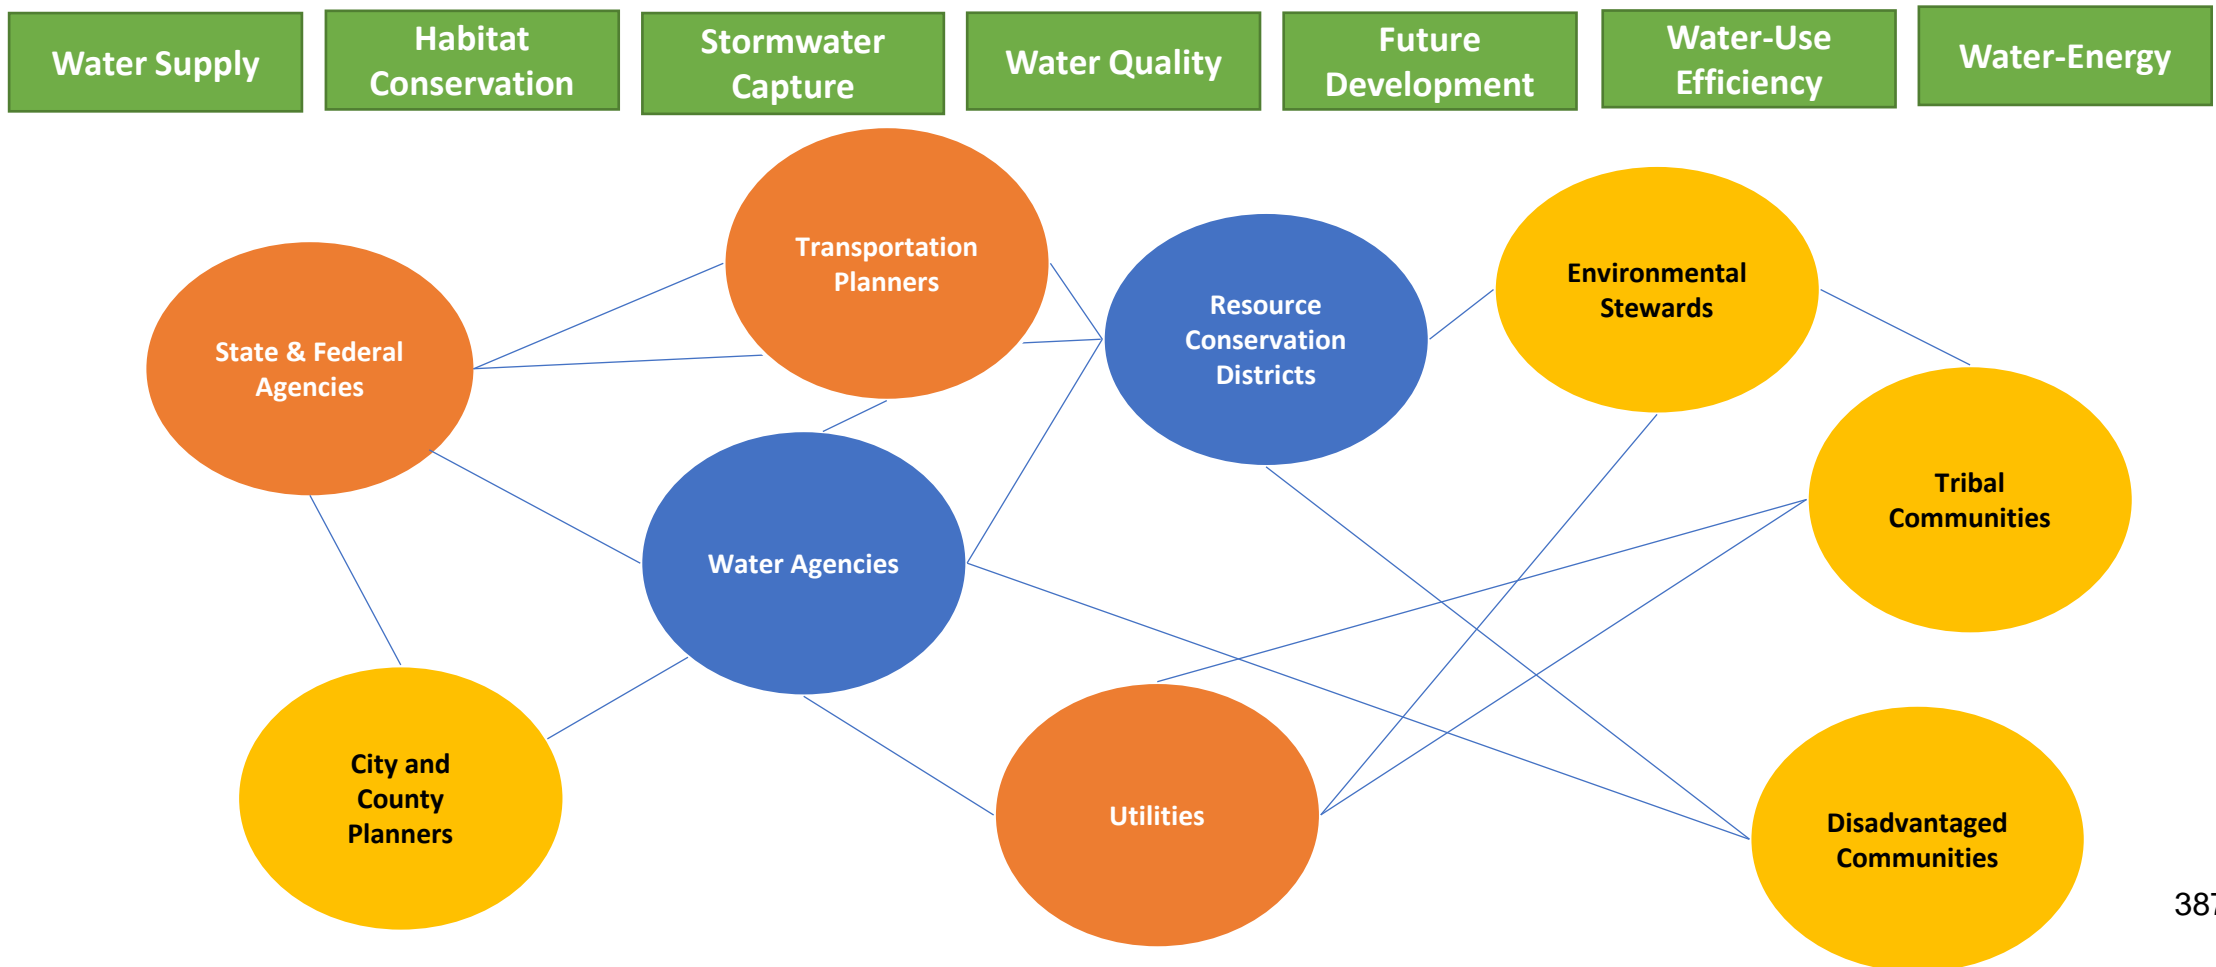 Water Supply
Habitat
Conservation
Stormwater
Capture
Water Quality
Future
Development
Water-Use
Efficiency
Water-Energy
Transportation
Planners
Environmental
Stewards
Resource
Conservation
Districts
State & Federal
Agencies
Tribal
Communities
Water Agencies
City and
County
Planners
Utilities
Disadvantaged
Communities
387